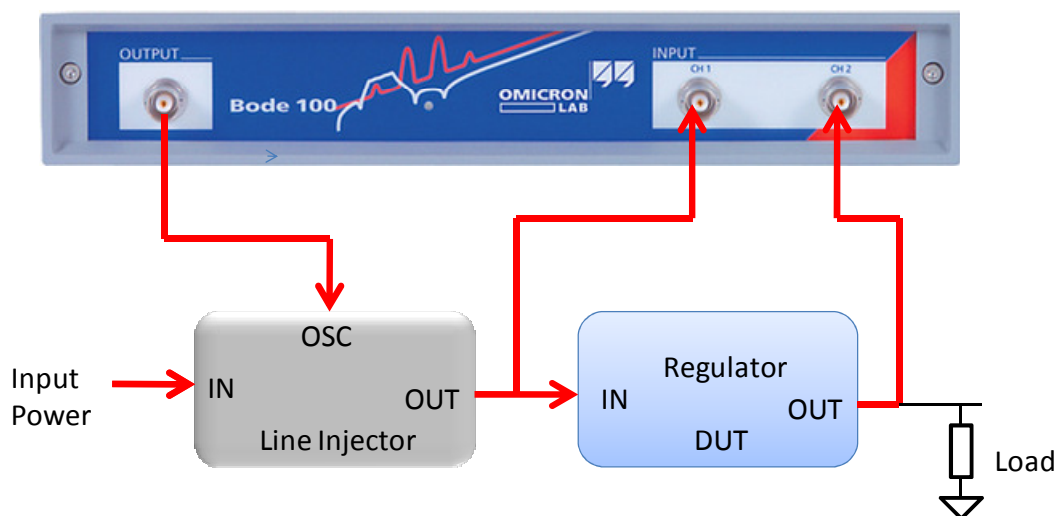 OUTPUT
INPUT
CH 1
CH 2
Bode 100
OMICRON
LAB
OSC
Input
Power
IN
OUT
Line Injector
Regulator
IN
OUT
DUT
Load